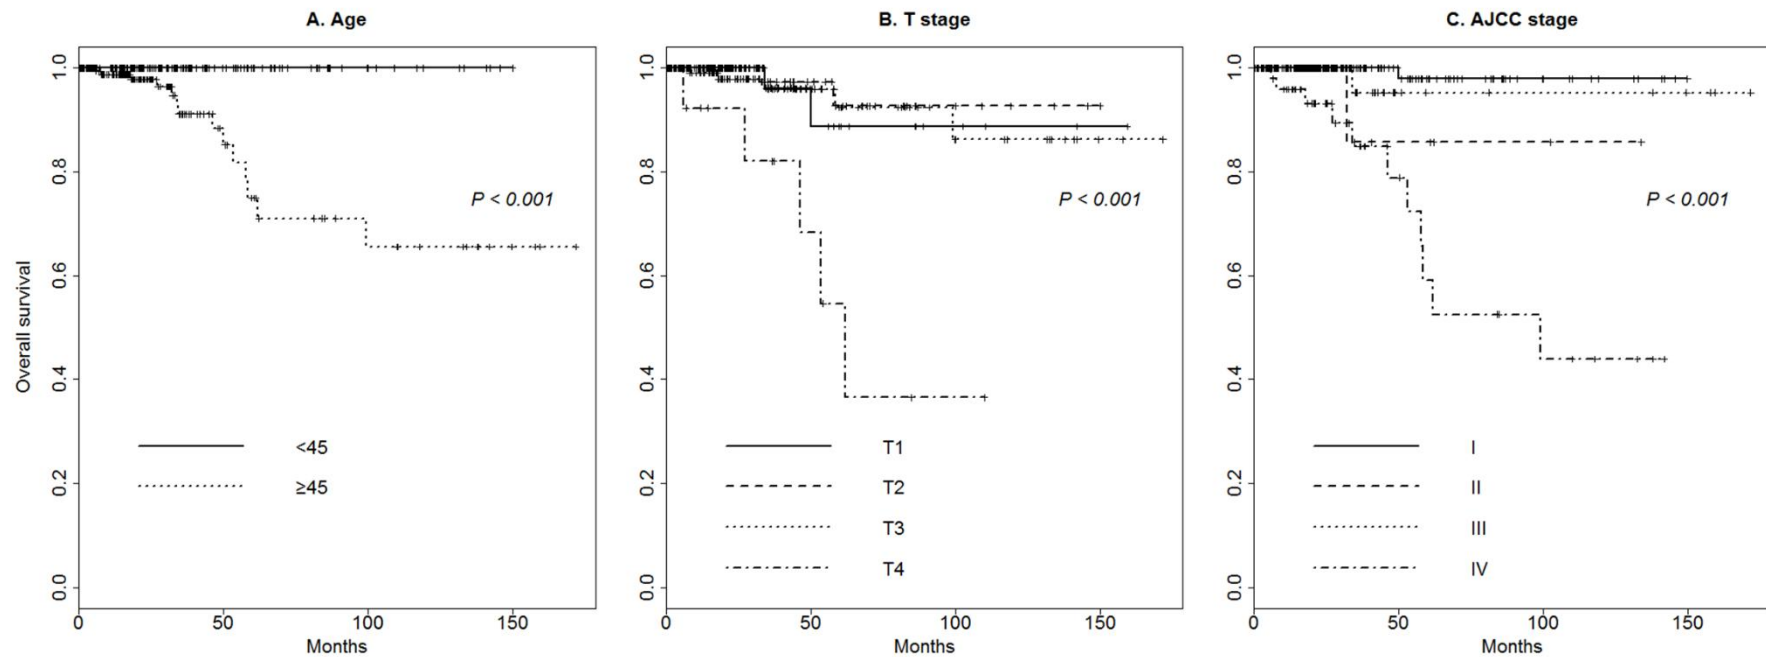 A. Age
Overall survival
1.0
0.8
0.6
0.4
0.2
0.0
P < 0.001
<45
≥45
0 50 100 150
Months
B. T stage
1.0
0.8
0.6
0.4
0.2
0.0
P < 0.001
T1
T2
T3
T4
0 50 100 150
Months
C. AJCC stage
1.0
0.8
0.6
0.4
0.2
0.0
P < 0.001
I
II
III
IV
0 50 100 150
Months